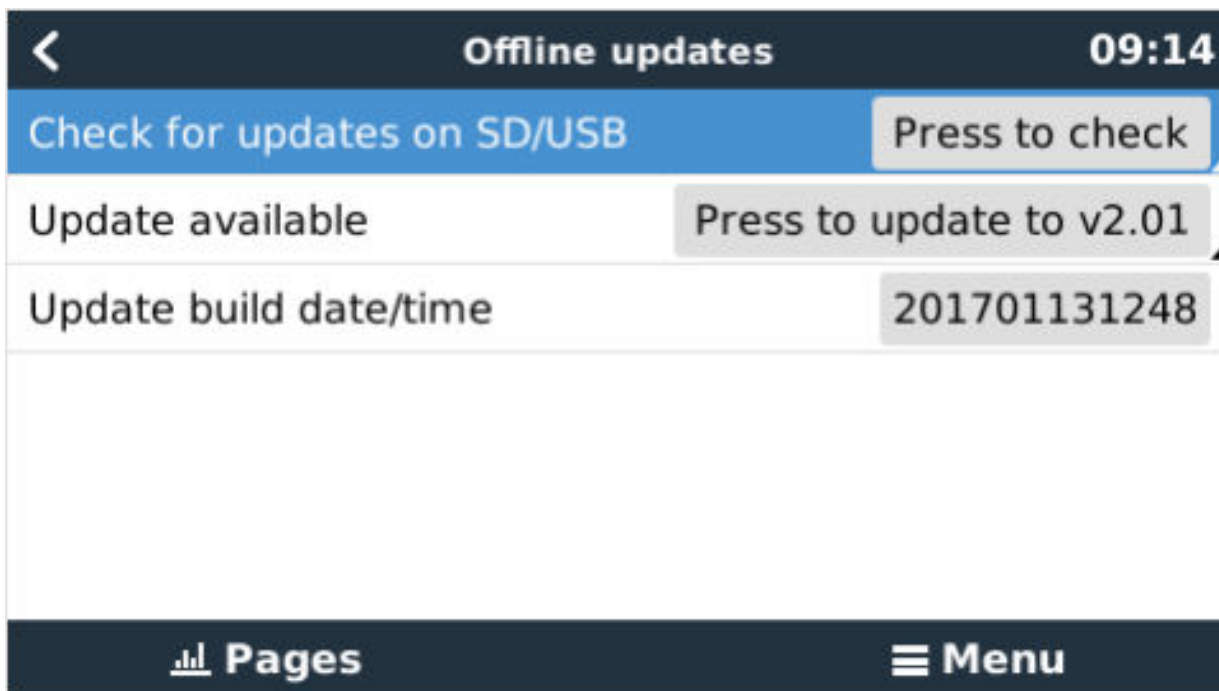 Offline updates 09:14
Check for updates on SD/USB Press to check
Update available Press to update to v2.01
Update build date/time 201701131248
Pages Menu